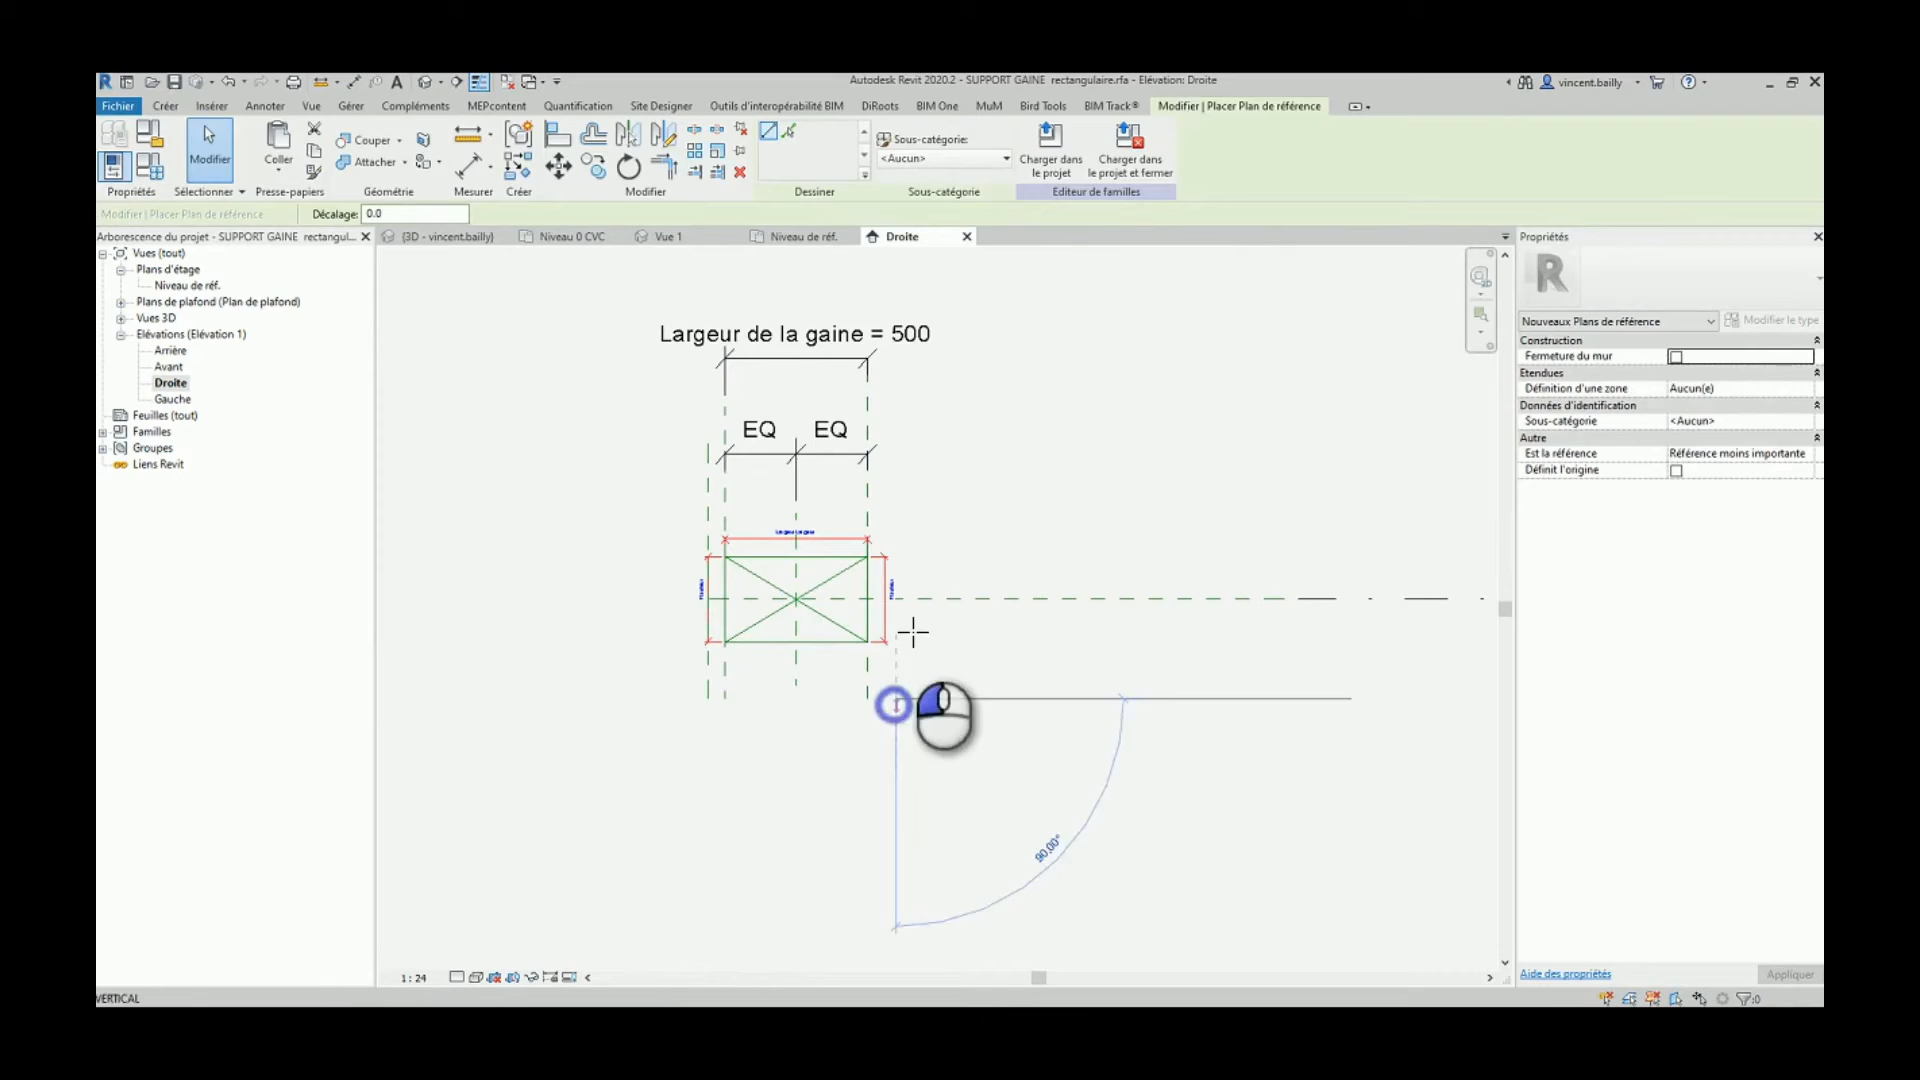 Autodesk Revit 2020.2 - SUPPORT GAINE rectangulaire.rfa - Elévation: Droite
vincent.bailly
Fichier Créer Insérer Annoter Vue Gérer Compléments MEPcontent Quantification Site Designer Outils d'interopérabilité BIM DiRoots BIM One MuM Bird Tools BIM Track® Modifier | Placer Plan de référence
Modifier
Coller
Couper
Attacher
Sous-catégorie:
<Aucun>
Charger dans le projet
Charger dans le projet et fermer
Propriétés Sélectionner Presse-papiers Géométrie Mesurer Créer Modifier Dessiner Sous-catégorie Editeur de familles
Modifier | Placer Plan de référence Décalage: 0.0
Arborescence du projet - SUPPORT GAINE rectangul...
{3D - vincent.bailly} Niveau 0 CVC Vue 1 Niveau de réf. Droite
Vues (tout)
Plans d'étage
Niveau de réf.
Plans de plafond (Plan de plafond)
Vues 3D
Elévations (Elévation 1)
Arrière
Avant
Droite
Gauche
Feuilles (tout)
Familles
Groupes
Liens Revit
Largeur de la gaine = 500
EQ EQ
90,00°
Propriétés
Nouveaux Plans de référence Modifier le type
Construction
Fermeture du mur
Etendues
Définition d'une zone Aucun(e)
Données d'identification
Sous-catégorie <Aucun>
Autre
Est la référence Référence moins importante
Définit l'origine
Aide des propriétés Appliquer
1 : 24
VERTICAL
:0